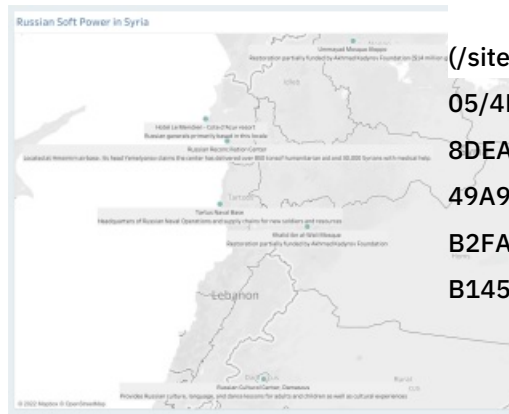 Russian Soft Power in Syria
Ummayad Mosque Aleppo
Restoration partially funded by Akhmed Kadyrov Foundation ($14 million
(/site
Idlib
05/4
8DEA
Hotel Le Meridien - Cote d'Azur resort
Russian generals primarily based in this locale
Russian Reconciliation Center
Located at Hmeimim airbase. Its head Yemelyanov claims the center has delivered over 800 tons of humanitarian aid and 30,000 Syrians with medical help.
49A9
Tartus
Tartus Naval Base
Headquarters of Russian Naval Operations and supply chains for new soldiers and resources
Khalid ibn al-Walid Mosque
Restoration partially funded by Akhmed Kadyrov Foundation
B2FA
B145
Lebanon
Russian Cultural Center, Damascus
Provides Russian culture, language, and dance lessons for adults and children as well as cultural experiences
© 2022 Mapbox © OpenStreetMap